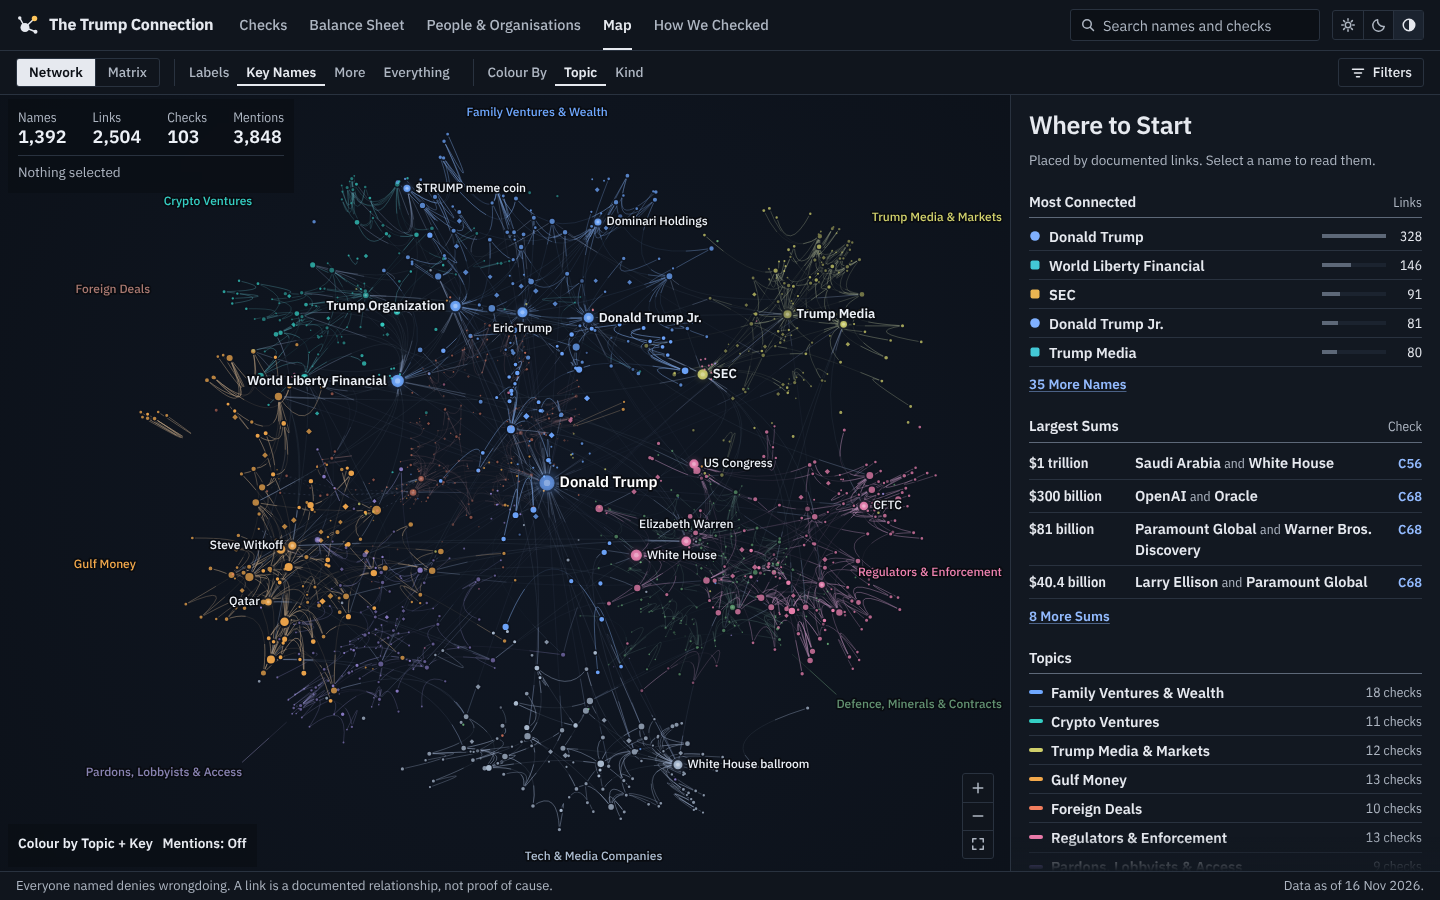 The Trump Connection
Checks
Balance Sheet
People & Organisations
Map
How We Checked
Search names and checks
Network
Matrix
Labels
Key Names
More
Everything
Colour By
Topic
Kind
Filters
Names
Links
Checks
Mentions
1,392
2,504
103
3,848
Nothing selected
Family Ventures & Wealth
Crypto Ventures
$TRUMP meme coin
Dominari Holdings
Trump Media & Markets
Foreign Deals
Trump Organization
Eric Trump
Donald Trump Jr.
Trump Media
World Liberty Financial
SEC
US Congress
Donald Trump
CFTC
Elizabeth Warren
Steve Witkoff
White House
Gulf Money
Regulators & Enforcement
Qatar
Defence, Minerals & Contracts
White House ballroom
Pardons, Lobbyists & Access
Colour by Topic + Key
Mentions: Off
Tech & Media Companies
Where to Start
Placed by documented links. Select a name to read them.
Most Connected
Links
Donald Trump
328
World Liberty Financial
146
SEC
91
Donald Trump Jr.
81
Trump Media
80
35 More Names
Largest Sums
Check
$1 trillion
Saudi Arabia and White House
C56
$300 billion
OpenAI and Oracle
C68
$81 billion
Paramount Global and Warner Bros.
Discovery
C68
$40.4 billion
Larry Ellison and Paramount Global
C68
8 More Sums
Topics
Family Ventures & Wealth
18 checks
Crypto Ventures
11 checks
Trump Media & Markets
12 checks
Gulf Money
13 checks
Foreign Deals
10 checks
Regulators & Enforcement
13 checks
Pardons, Lobbyists & Access
9 checks
Everyone named denies wrongdoing. A link is a documented relationship, not proof of cause.
Data as of 16 Nov 2026.